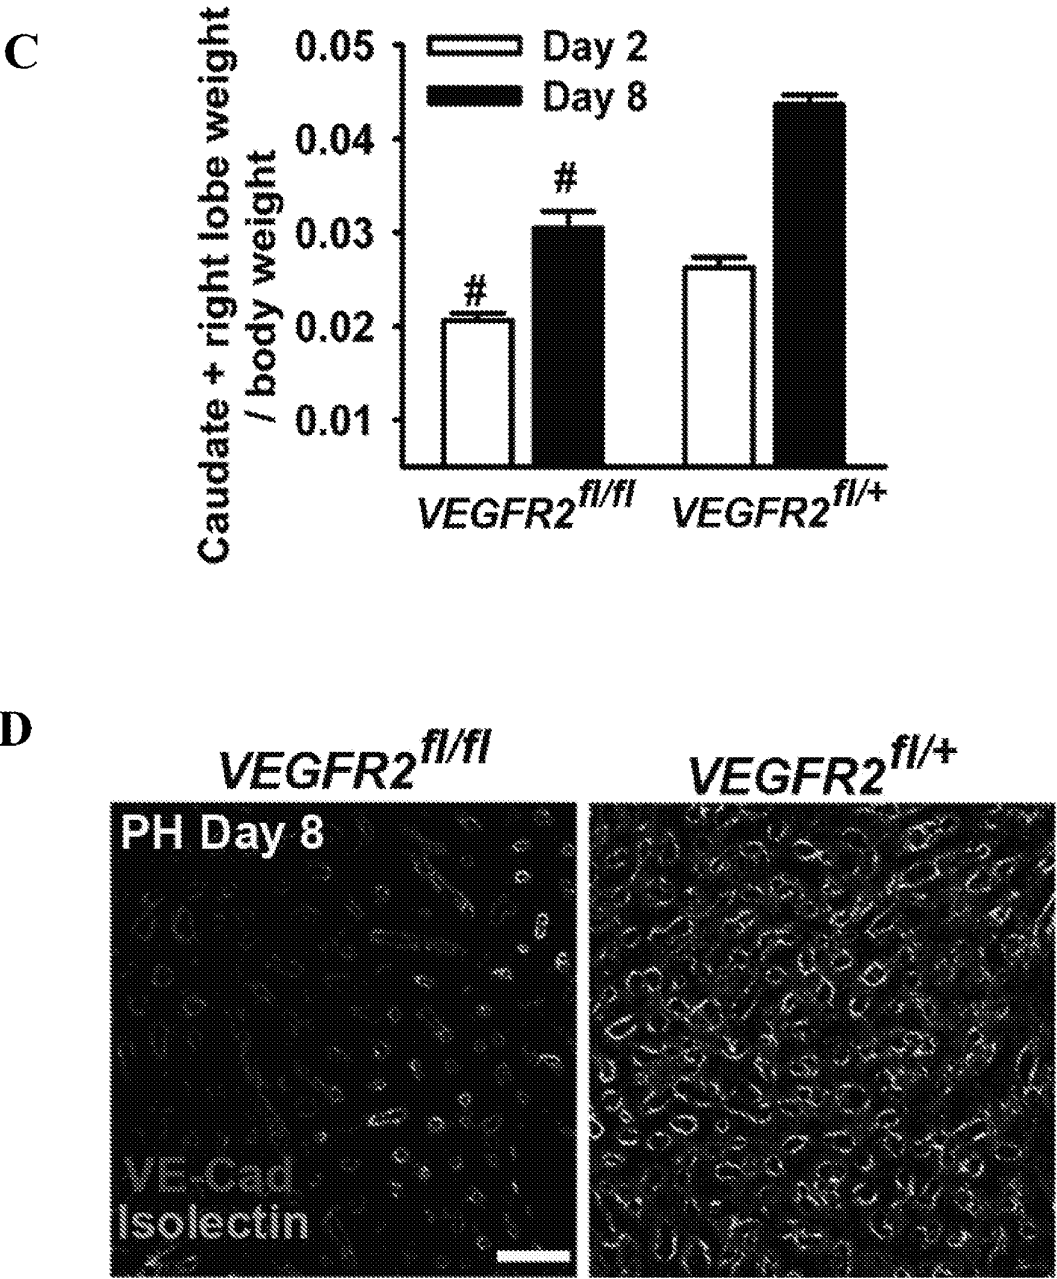 C
Caudate + right lobe weight
/ body weight
0.05
0.04
0.03
0.02
0.01
Day 2
Day 8
#
#
VEGFR2fl/fl
VEGFR2fl/+
D
VEGFR2fl/fl
VEGFR2fl/+
PH Day 8
VE-Cad
Isolectin